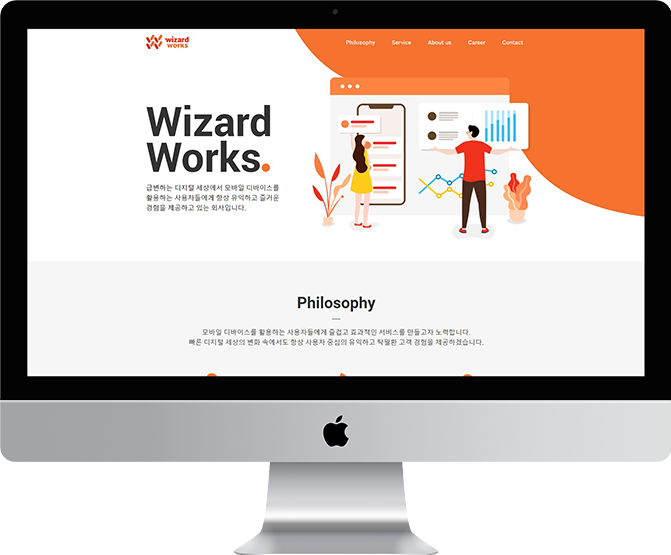 wizard
works
Philosophy Service About us Career Contact
Wizard
Works.
급변하는 디지털 세상에서 모바일 디바이스를
활용하는 사용자들에게 항상 유익하고 즐거운
경험을 제공하고 있는 회사입니다.
Philosophy
모바일 디바이스를 활용하는 사용자들에게 즐겁고 효과적인 서비스를 만들고자 노력합니다.
빠른 디지털 세상의 변화 속에서도 항상 사용자 중심의 유익하고 탁월한 고객 경험을 제공하겠습니다.